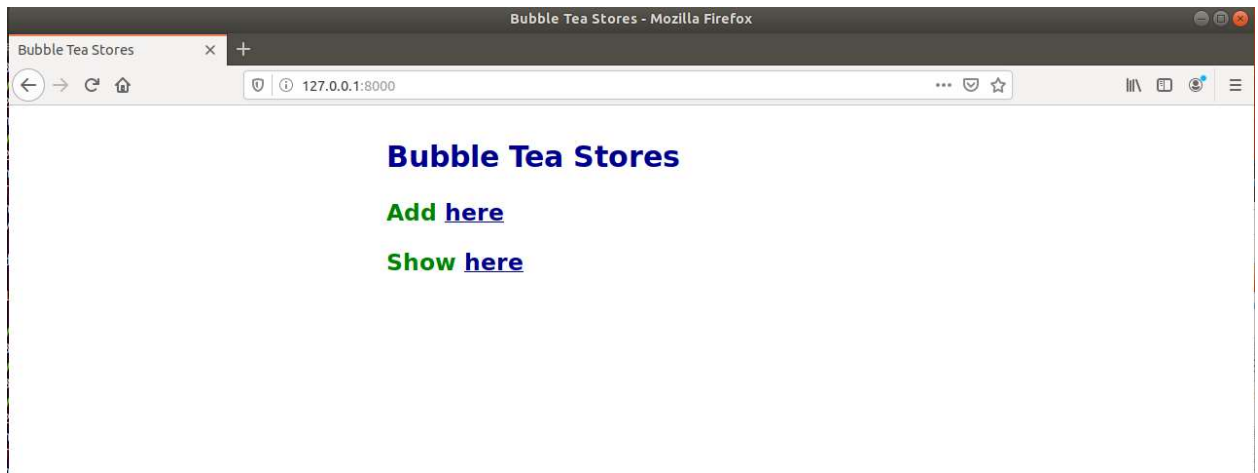 Bubble Tea Stores - Mozilla Firefox
Bubble Tea Stores
127.0.0.1:8000
Bubble Tea Stores
Add here
Show here